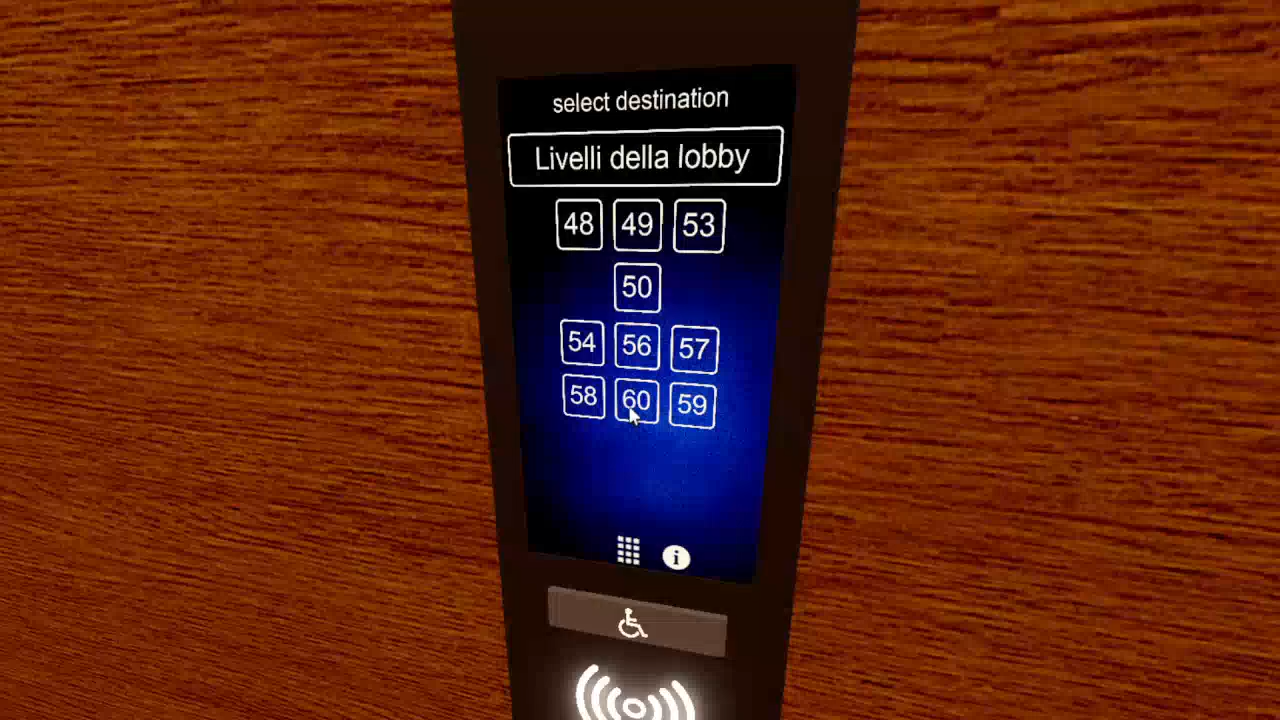 select destination
Livelli della lobby
48 49 53
50
54 56 57
58 60 59
i